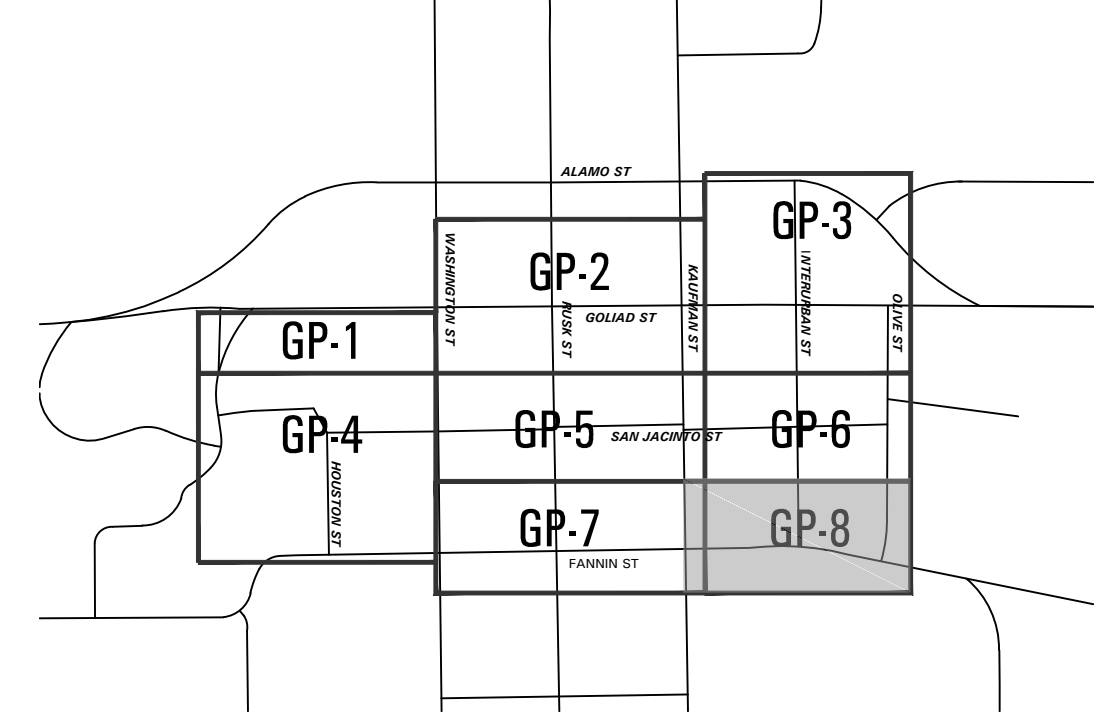 ALAMO ST
GP-3
WASHINGTON ST
GP-2
KAUFMAN ST
INTERURBAN ST
OLIVE ST
RUSK ST
GOLIAD ST
GP-1
GP-4
GP-5
SAN JACINTO ST
GP-6
HOUSTON ST
GP-7
GP-8
FANNIN ST